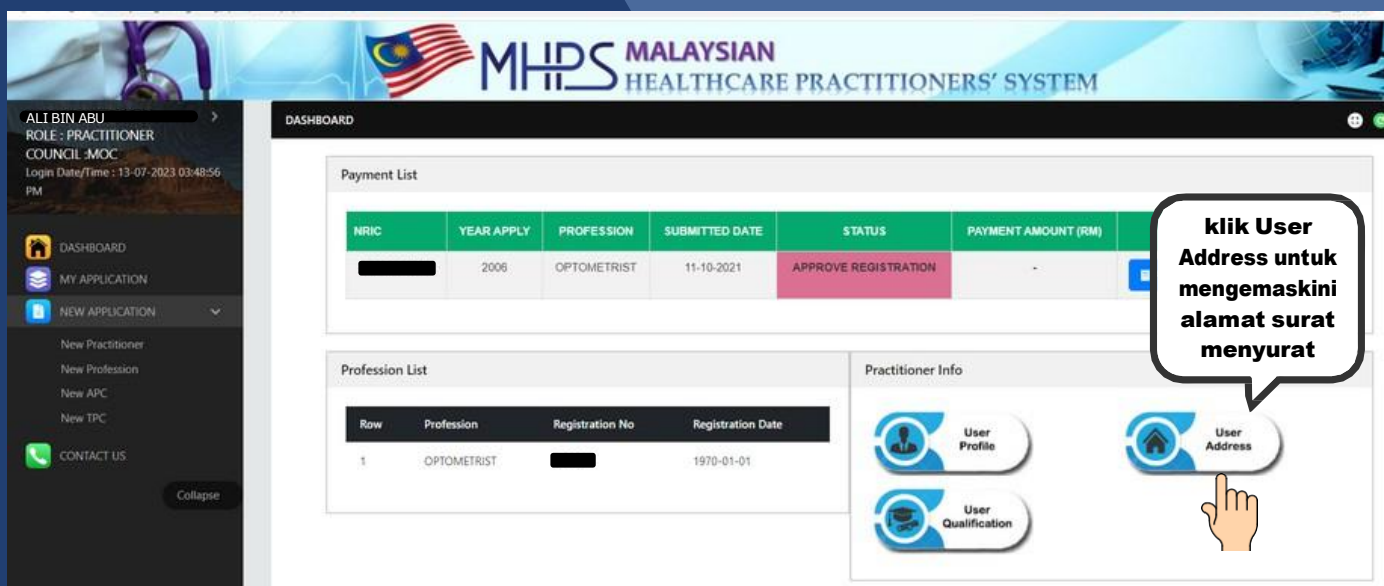 MHPS MALAYSIAN
HEALTHCARE PRACTITIONERS' SYSTEM
ALI BIN ABU
ROLE : PRACTITIONER
COUNCIL :MOC
Login Date/Time : 13-07-2023 03:48:56
PM
DASHBOARD
MY APPLICATION
NEW APPLICATION
New Practitioner
New Profession
New APC
New TPC
CONTACT US
Collapse
DASHBOARD
Payment List
NRIC YEAR APPLY PROFESSION SUBMITTED DATE STATUS PAYMENT AMOUNT (RM)
2006 OPTOMETRIST 11-10-2021 APPROVE REGISTRATION -
klik User
Address untuk
mengemaskini
alamat surat
menyurat
Profession List
Row Profession Registration No Registration Date
1 OPTOMETRIST 1970-01-01
Practitioner Info
User
Profile
User
Address
User
Qualification